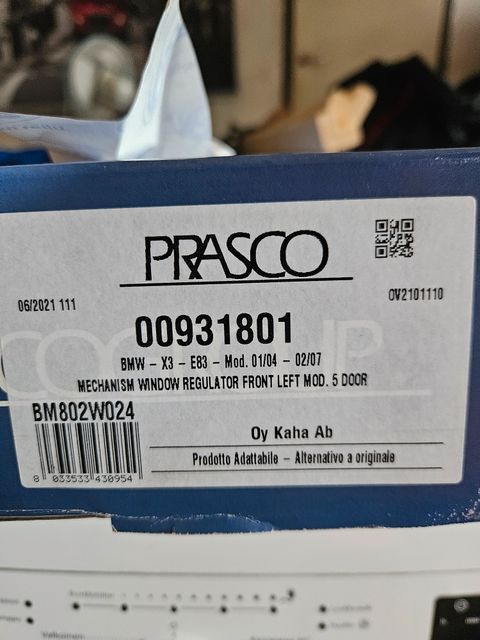 PRASCO
06/2021 111
OV2101110
00931801
BMW - X3 - E83 - Mod. 01/04 - 02/07
MECHANISM WINDOW REGULATOR FRONT LEFT MOD. 5 DOOR
BM802W024
8 033533 430954
Oy Kaha Ab
Prodotto Adattabile - Alternativo a originale